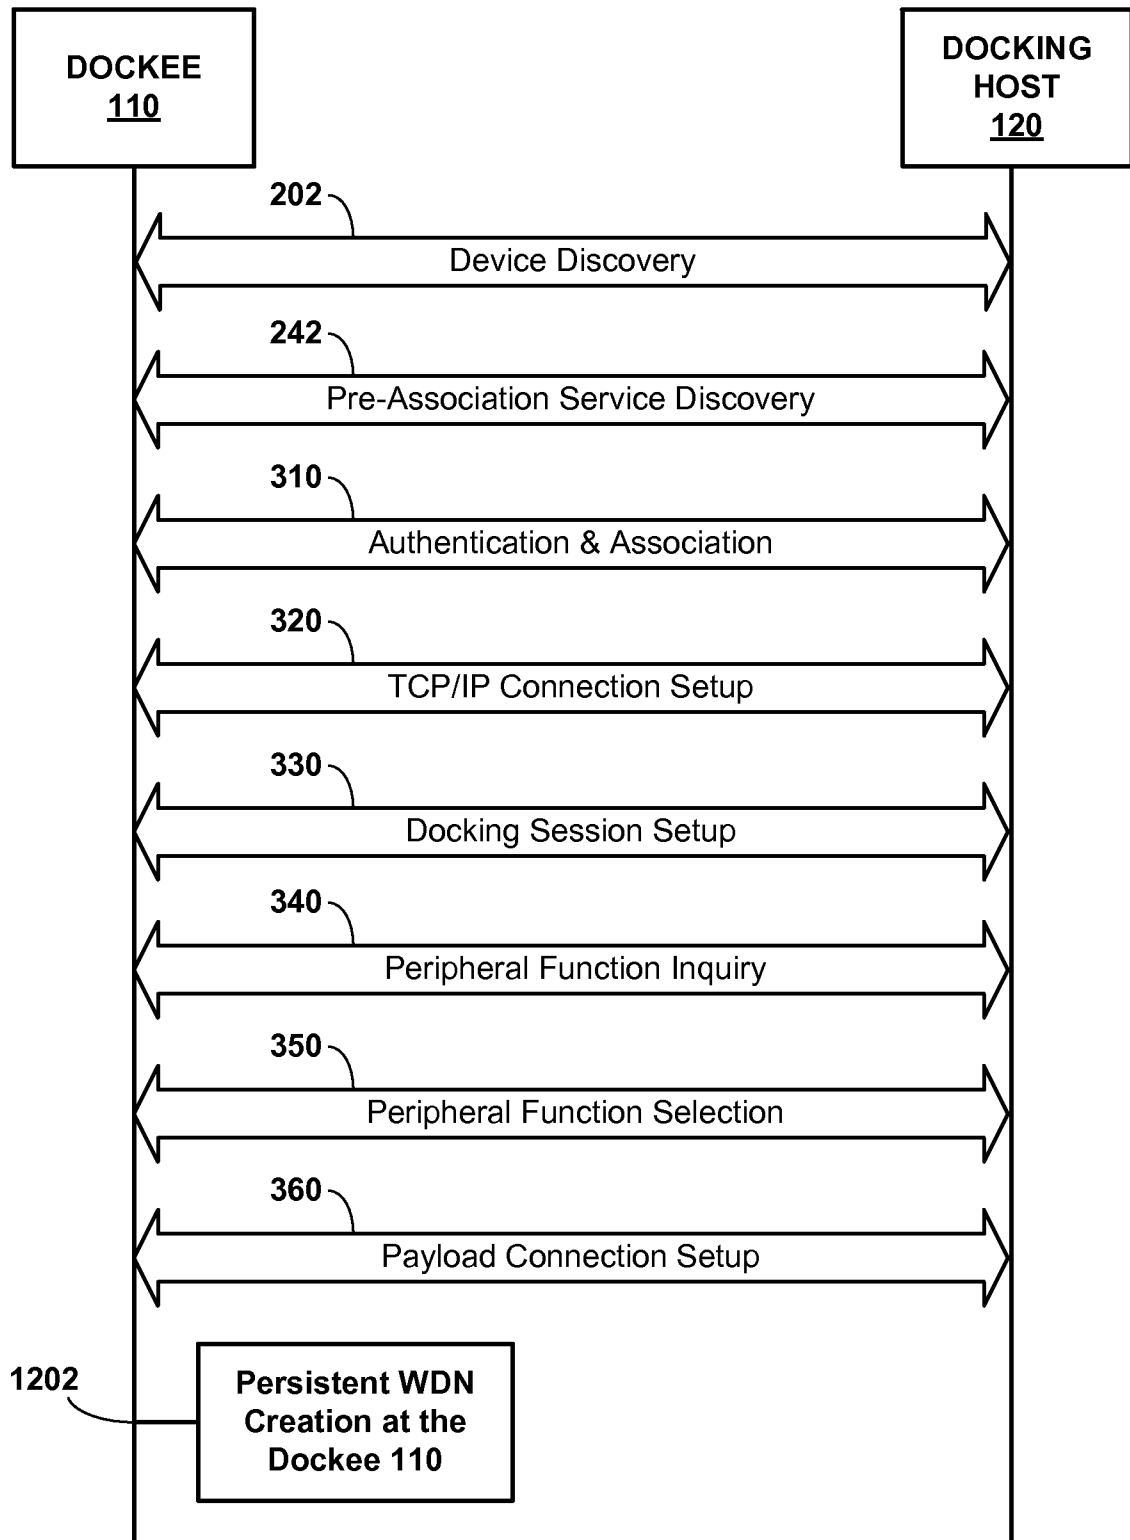 DOCKEE
110
DOCKING
HOST
120
202
Device Discovery
242
Pre-Association Service Discovery
310
Authentication & Association
320
TCP/IP Connection Setup
330
Docking Session Setup
340
Peripheral Function Inquiry
350
Peripheral Function Selection
360
Payload Connection Setup
1202
Persistent WDN
Creation at the
Dockee 110